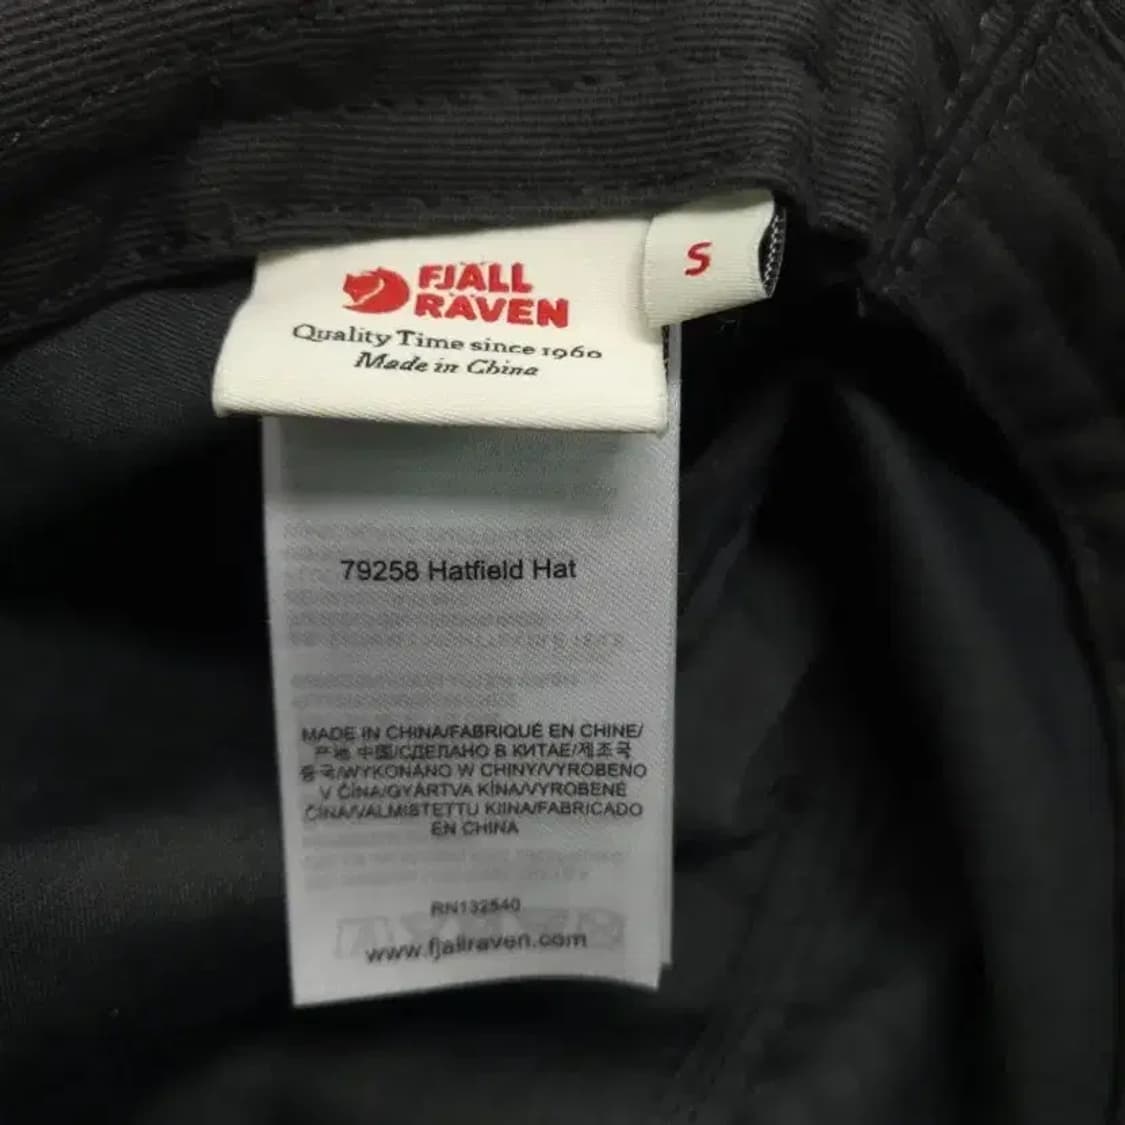 FJÄLL
RÄVEN
Quality Time since 1960
Made in China
S
79258 Hatfield Hat
MADE IN CHINA/FABRIQUÉ EN CHINE/
产地 中国/СДЕЛАНО В КИТАЕ/제조국
중국/WYKONANO W CHINY/VYROBENO
V ČÍNA/GYÁRTVA KÍNA/VYROBENÉ
ČÍNA/VALMISTETTU KIINA/FABRICADO
EN CHINA
RN132540
www.fjallraven.com